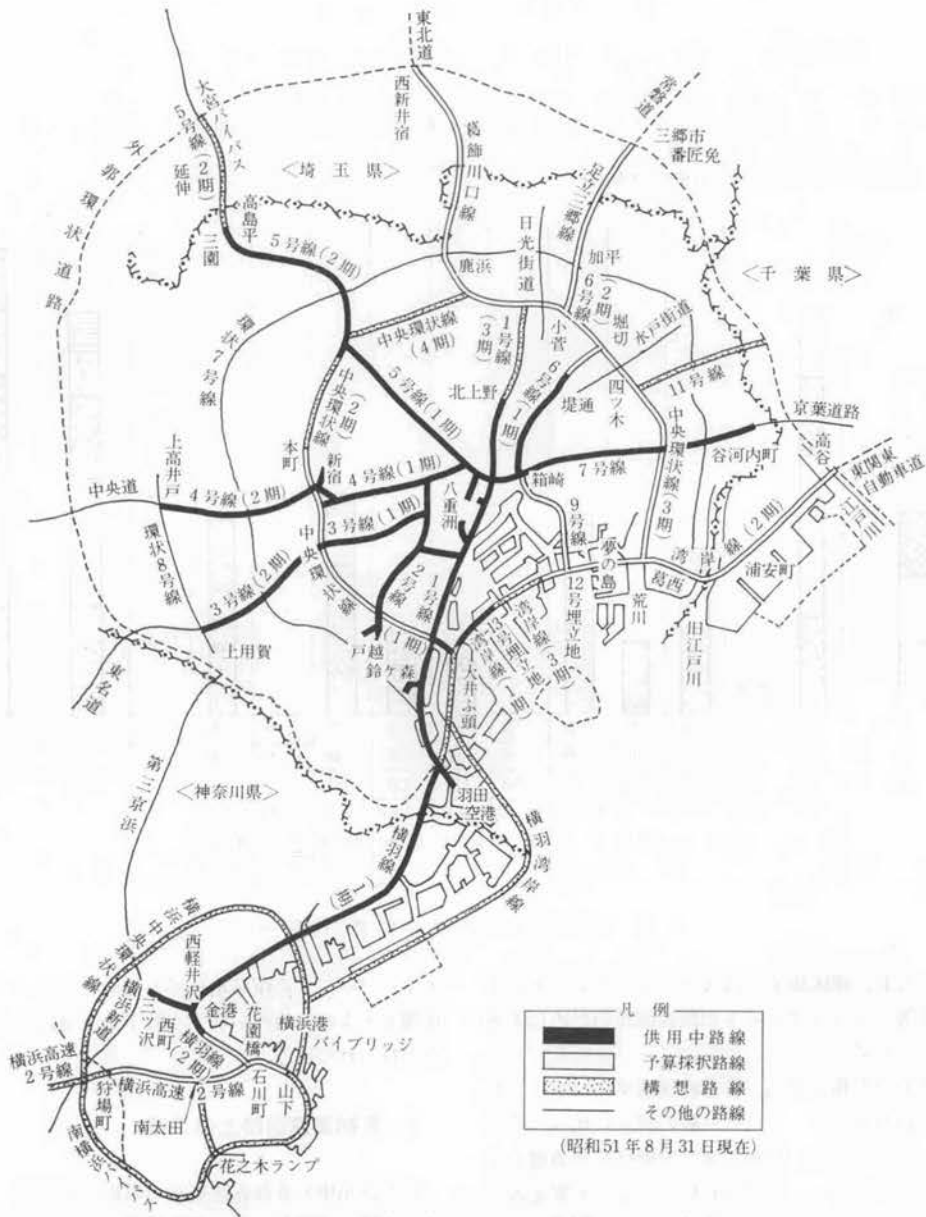 東北道
西新井宿
大宮バイパス
5号線(2期)延伸
外郭環状道路
<埼玉県>
葛飾川口線
常磐道
三郷市番匠免
足立三郷線
日光街道
加平
高島平
三園
5号線(2期)
鹿浜
<千葉県>
6号線(2期)
小菅
堀切
水戸街道
環状7号線
中央環状線(4期)
1号線(3期)
5号線(1期)
北上野
6号線(1期)
四ツ木
11号線
堤通
中央環状線(2期)
本町
新宿
4号線(1期)
京葉道路
谷河内町
高谷
東関東自動車道
江戸川
7号線
箱崎
中央環状線(3期)
上高井戸
中央道
4号線(2期)
八重洲
3号線(1期)
9号線
夢の島
湾岸線(2期)
葛西
浦安町
環状8号線
3号線(2期)
中央環状線(1期)
2号線
1号線
12号埋立地
荒川
旧江戸川
湾岸線(3期)
13号埋立地
湾岸線(1期)
戸越
鈴ヶ森
(大井ふ頭)
上用賀
東名道
第三京浜
<神奈川県>
羽田空港
横羽線(1期)
横羽湾岸線
横浜中央環状線
西軽井沢
横浜新道
三ツ沢
西町
金港
花園橋
横浜港
バイブリッジ
横羽線(2期)
横浜高速2号線
横浜高速2号線
石川町
山下
狩場町
南太田
花之木ランプ
南横浜バイパス
凡例
供用中路線
予算採択路線
構想路線
その他の路線
(昭和51年8月31日現在)